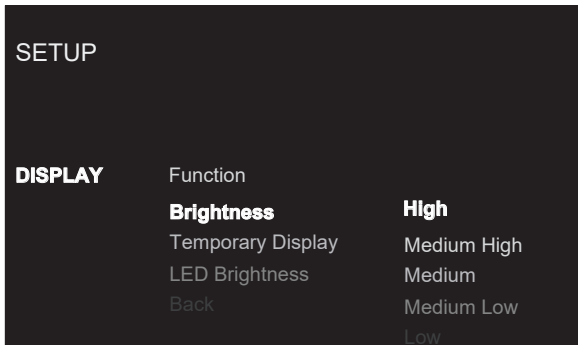 SETUP
DISPLAY Function
Brightness High
Temporary Display Medium High
LED Brightness Medium
Back Medium Low
Low